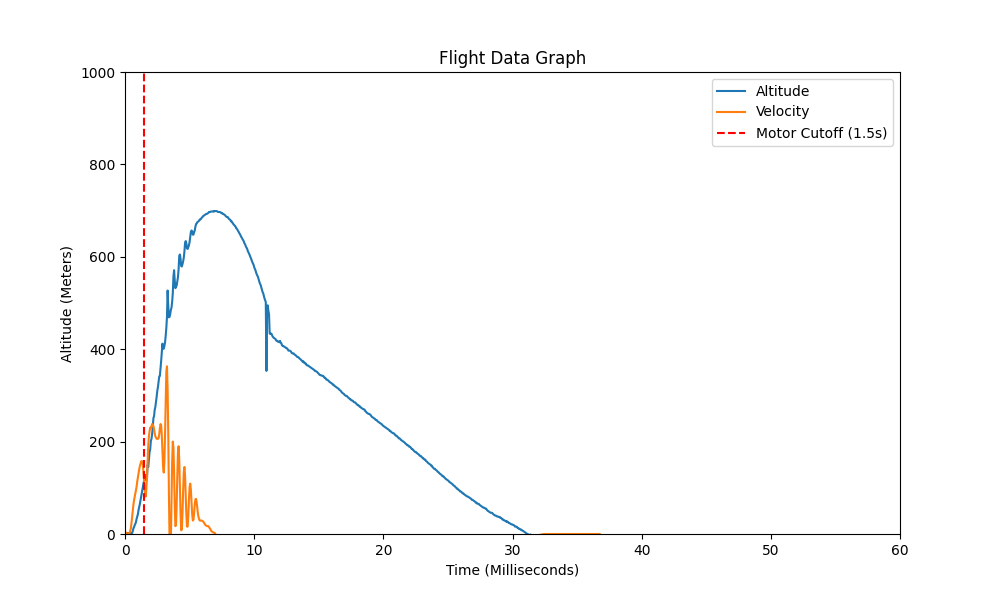 Flight Data Graph
Altitude
Velocity
Motor Cutoff (1.5s)
Altitude (Meters)
1000
800
600
400
200
0
0 10 20 30 40 50 60
Time (Milliseconds)